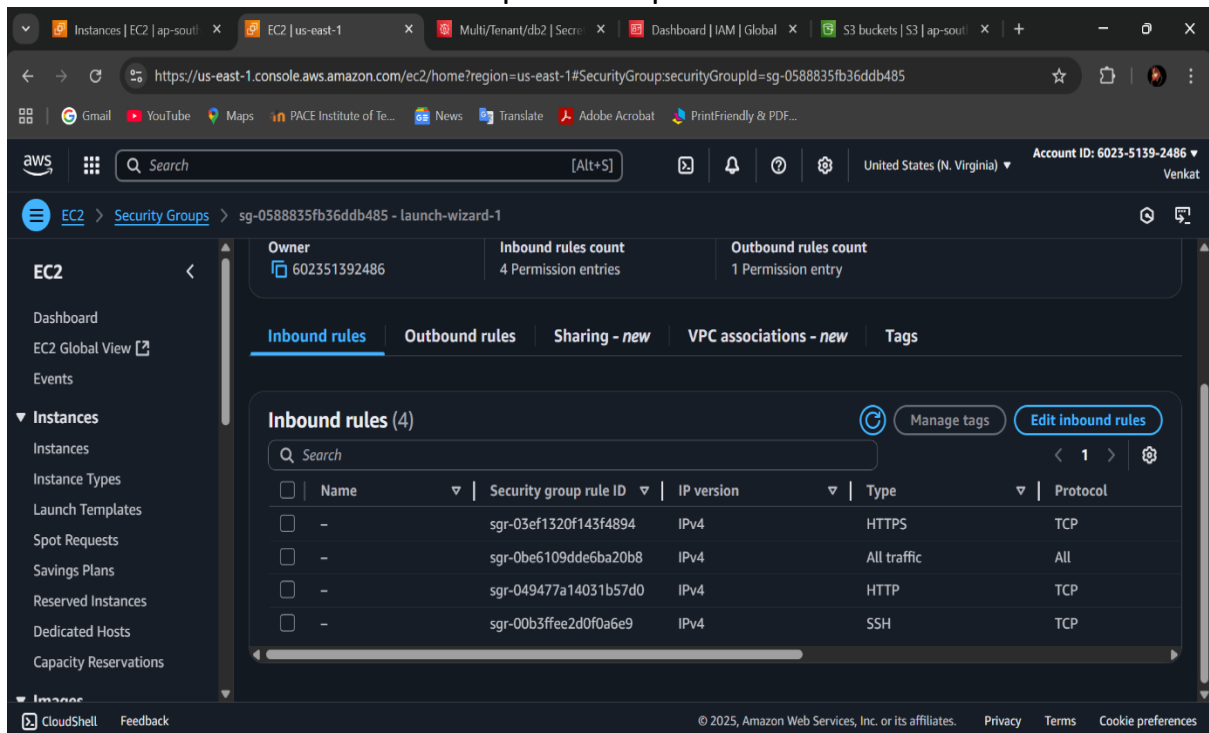 Instances | EC2 | ap-sout
EC2 | us-east-1
Multi/Tenant/db2 | Secre
Dashboard | IAM | Global
S3 buckets | S3 | ap-sout
https://us-east-1.console.aws.amazon.com/ec2/home?region=us-east-1#SecurityGroup:securityGroupId=sg-0588835fb36ddb485
Gmail YouTube Maps PACE Institute of Te... News Translate Adobe Acrobat PrintFriendly & PDF...
aws Search [Alt+S] United States (N. Virginia) Account ID: 6023-5139-2486
Venkat
EC2 > Security Groups > sg-0588835fb36ddb485 - launch-wizard-1
EC2
Dashboard
EC2 Global View
Events
Instances
Instances
Instance Types
Launch Templates
Spot Requests
Savings Plans
Reserved Instances
Dedicated Hosts
Capacity Reservations
Images
Owner Inbound rules count Outbound rules count
602351392486 4 Permission entries 1 Permission entry
Inbound rules Outbound rules Sharing - new VPC associations - new Tags
Inbound rules (4) Manage tags Edit inbound rules
Search 1
Name Security group rule ID IP version Type Protocol
– sgr-03ef1320f143f4894 IPv4 HTTPS TCP
– sgr-0be6109dde6ba20b8 IPv4 All traffic All
– sgr-049477a14031b57d0 IPv4 HTTP TCP
– sgr-00b3ffee2d0f0a6e9 IPv4 SSH TCP
CloudShell Feedback © 2025, Amazon Web Services, Inc. or its affiliates. Privacy Terms Cookie preferences